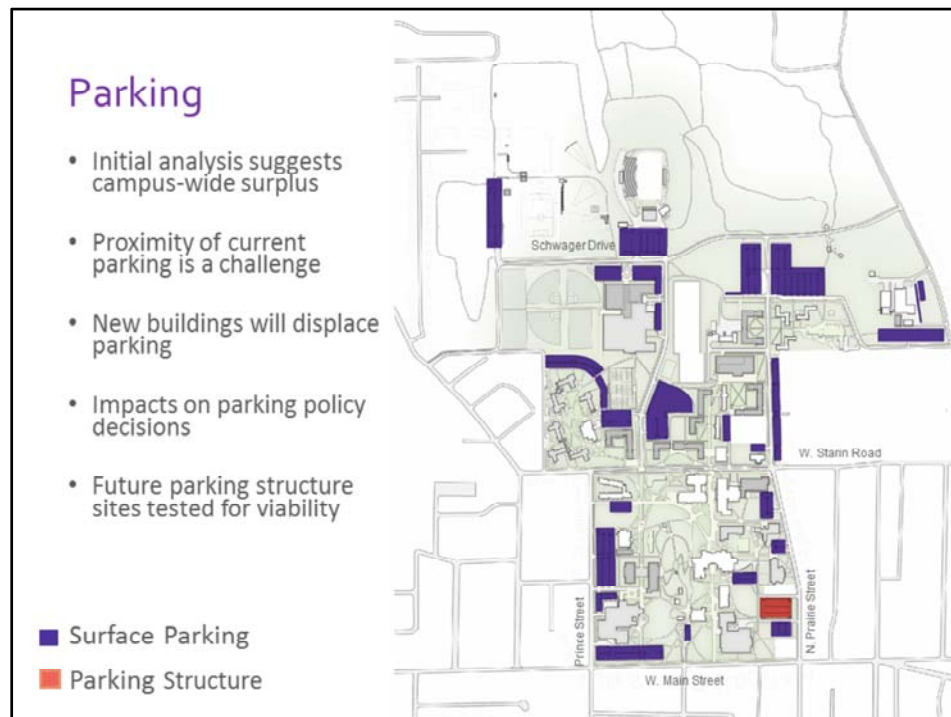 Parking
• Initial analysis suggests
campus-wide surplus
• Proximity of current
parking is a challenge
• New buildings will displace
parking
• Impacts on parking policy
decisions
• Future parking structure
sites tested for viability
Surface Parking
Parking Structure
Schwager Drive
W. Starin Road
Prince Street
N. Prairie Street
W. Main Street